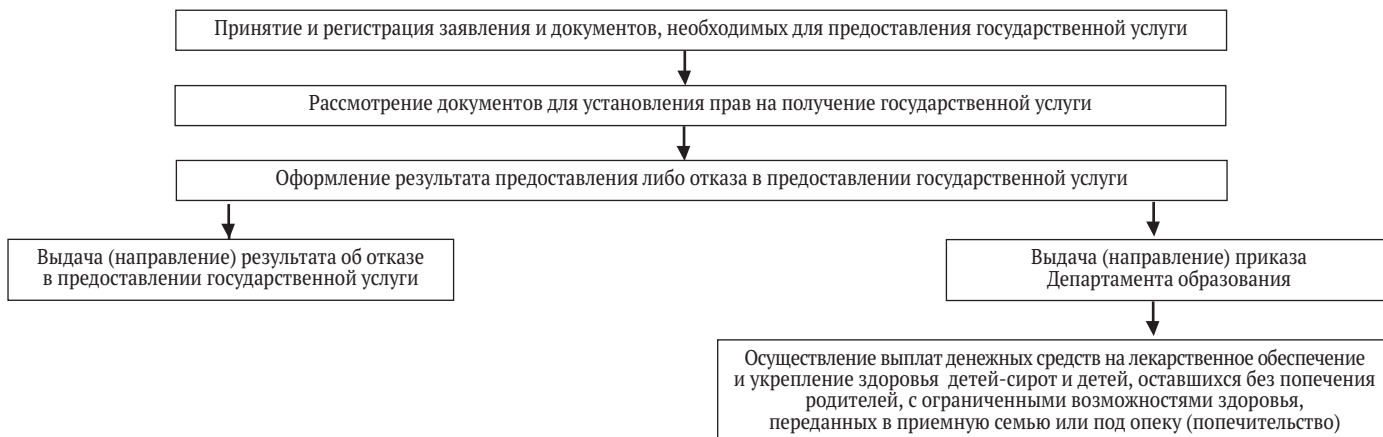 Принятие и регистрация заявления и документов, необходимых для предоставления государственной услуги
Рассмотрение документов для установления прав на получение государственной услуги
Оформление результата предоставления либо отказа в предоставлении государственной услуги
Выдача (направление) результата об отказе
в предоставлении государственной услуги
Выдача (направление) приказа
Департамента образования
Осуществление выплат денежных средств на лекарственное обеспечение
и укрепление здоровья детей-сирот и детей, оставшихся без попечения
родителей, с ограниченными возможностями здоровья,
переданных в приемную семью или под опеку (попечительство)